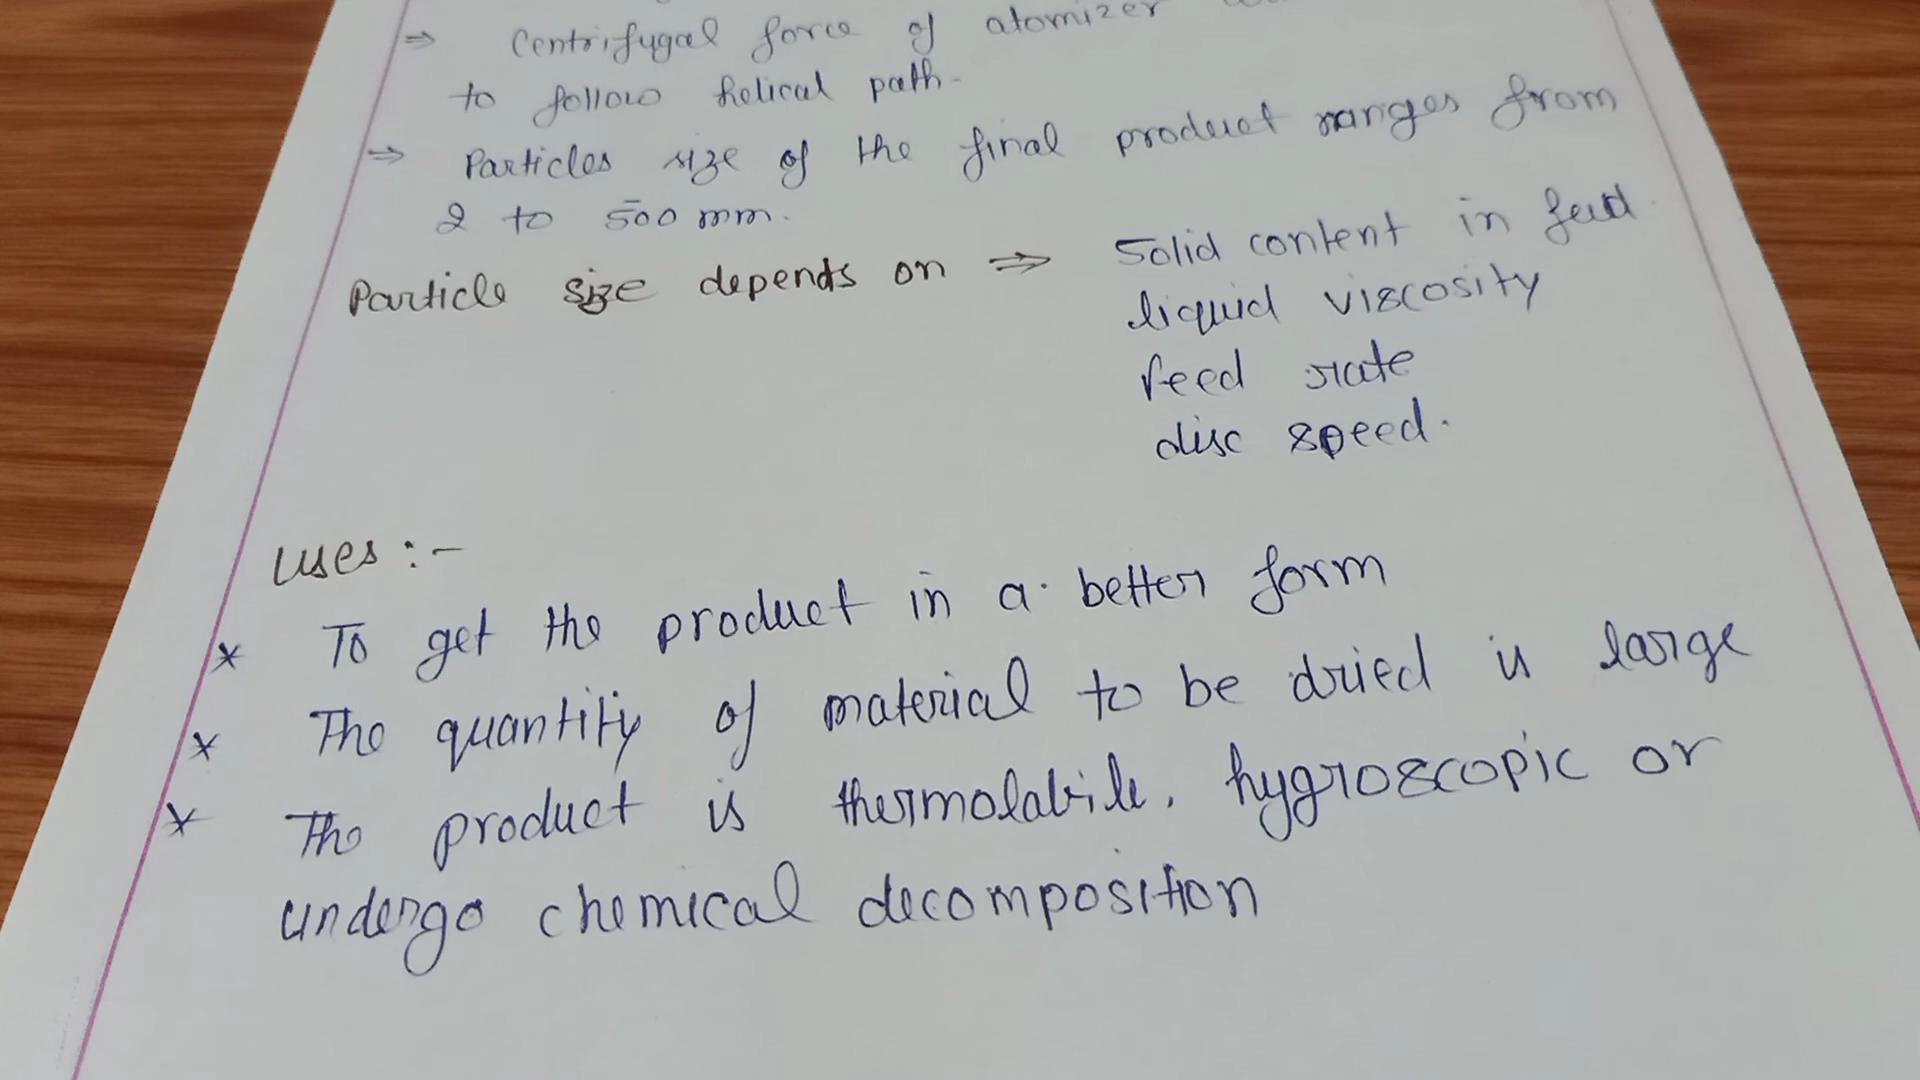 ⇒ Centrifugal force of atomizer
to follow helical path-
⇒ Particles size of the final product ranges from
2 to 500 mm.
Particle size depends on ⇒ Solid content in feed
liquid viscosity
feed rate
disc speed.
Uses :-
* To get the product in a better form
* The quantity of material to be dried is large
* The product is thermolabile, hygroscopic or
undergo chemical decomposition